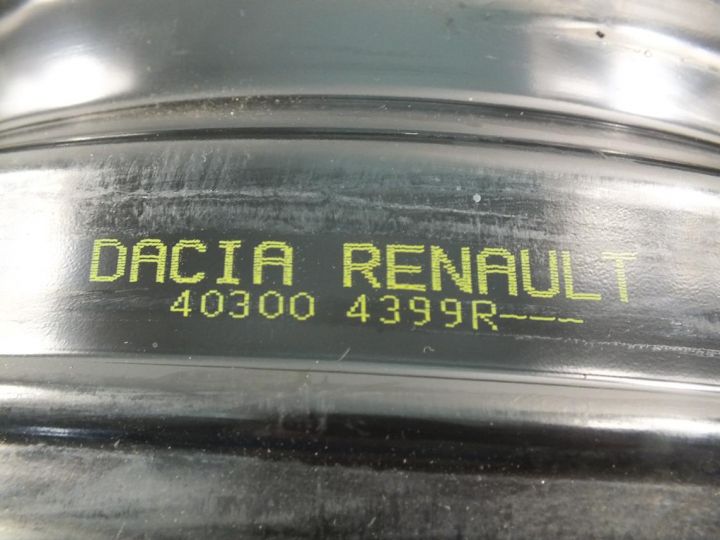 DACIA RENAULT
40300 4399R---